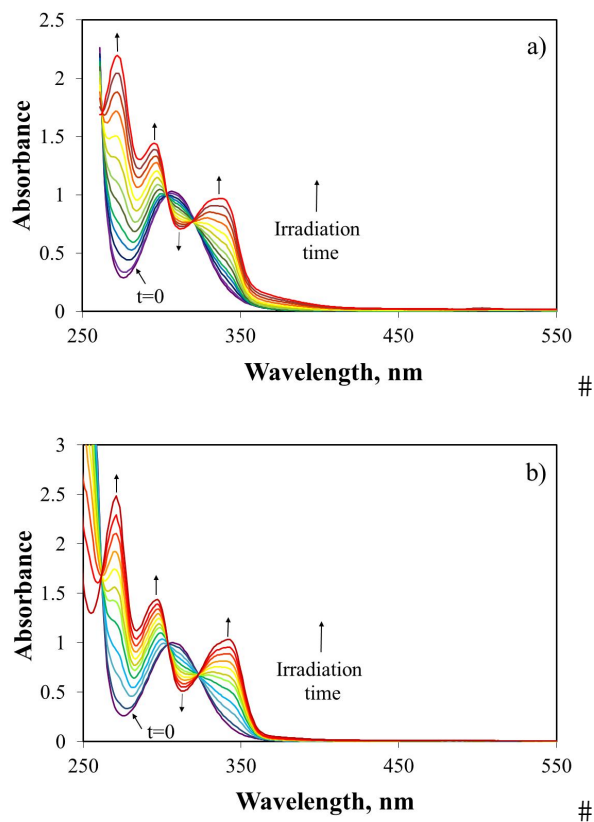 a)
2.5
2
1.5
1
0.5
0
Absorbance
Irradiation
time
t=0
250
350
450
550
Wavelength, nm
#
b)
3
2.5
2
1.5
1
0.5
0
Absorbance
Irradiation
time
t=0
250
350
450
550
Wavelength, nm
#